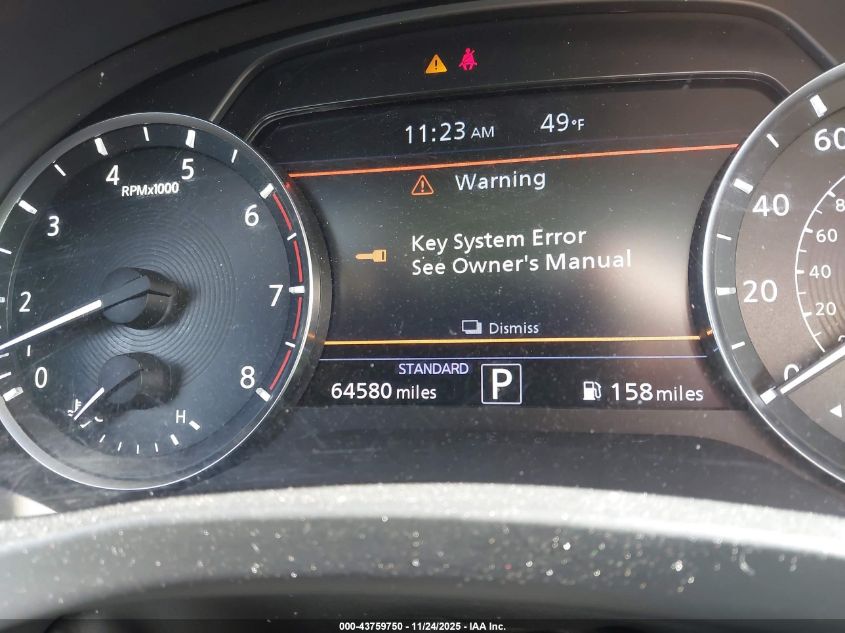 11:23 AM 49°F
Warning
Key System Error
See Owner's Manual
Dismiss
STANDARD
64580 miles P 158 miles
RPMx1000
0 2 3 4 5 6 7 8
H
0 20 40 60
20 40 60 80
000-43759750 - 11/24/2025 - IAA Inc.